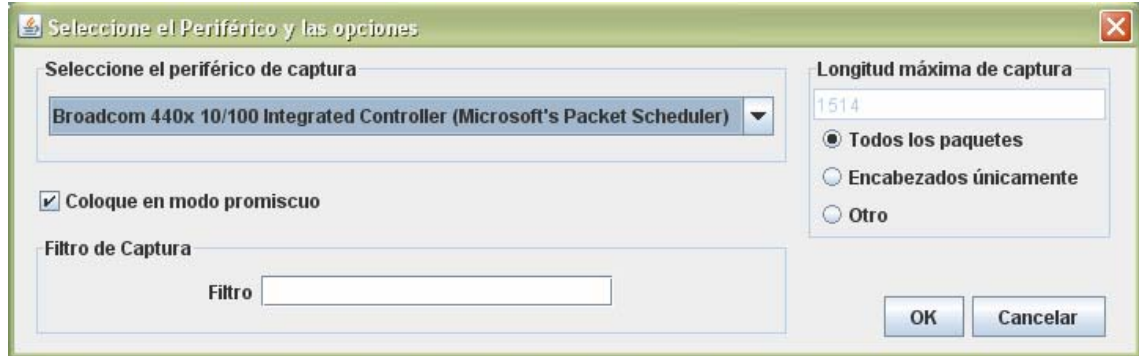 Seleccione el Periférico y las opciones
Seleccione el periférico de captura
Broadcom 440x 10/100 Integrated Controller (Microsoft's Packet Scheduler)
Coloque en modo promiscuo
Filtro de Captura
Filtro
Longitud máxima de captura
1514
Todos los paquetes
Encabezados únicamente
Otro
OK
Cancelar